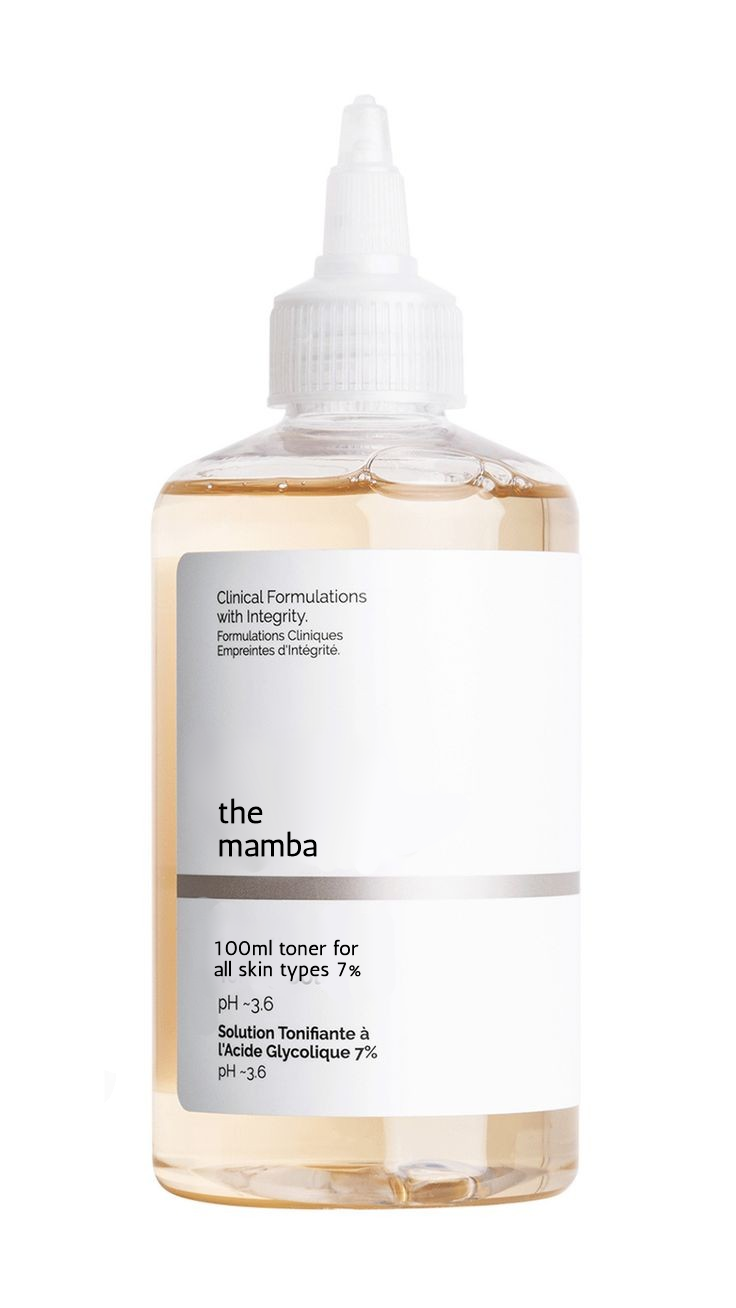 Clinical Formulations
with Integrity.
Formulations Cliniques
Empreintes d'Intégrité.
the
mamba
100ml toner for
all skin types 7%
pH ~3.6
Solution Tonifiante à
l'Acide Glycolique 7%
pH ~3.6